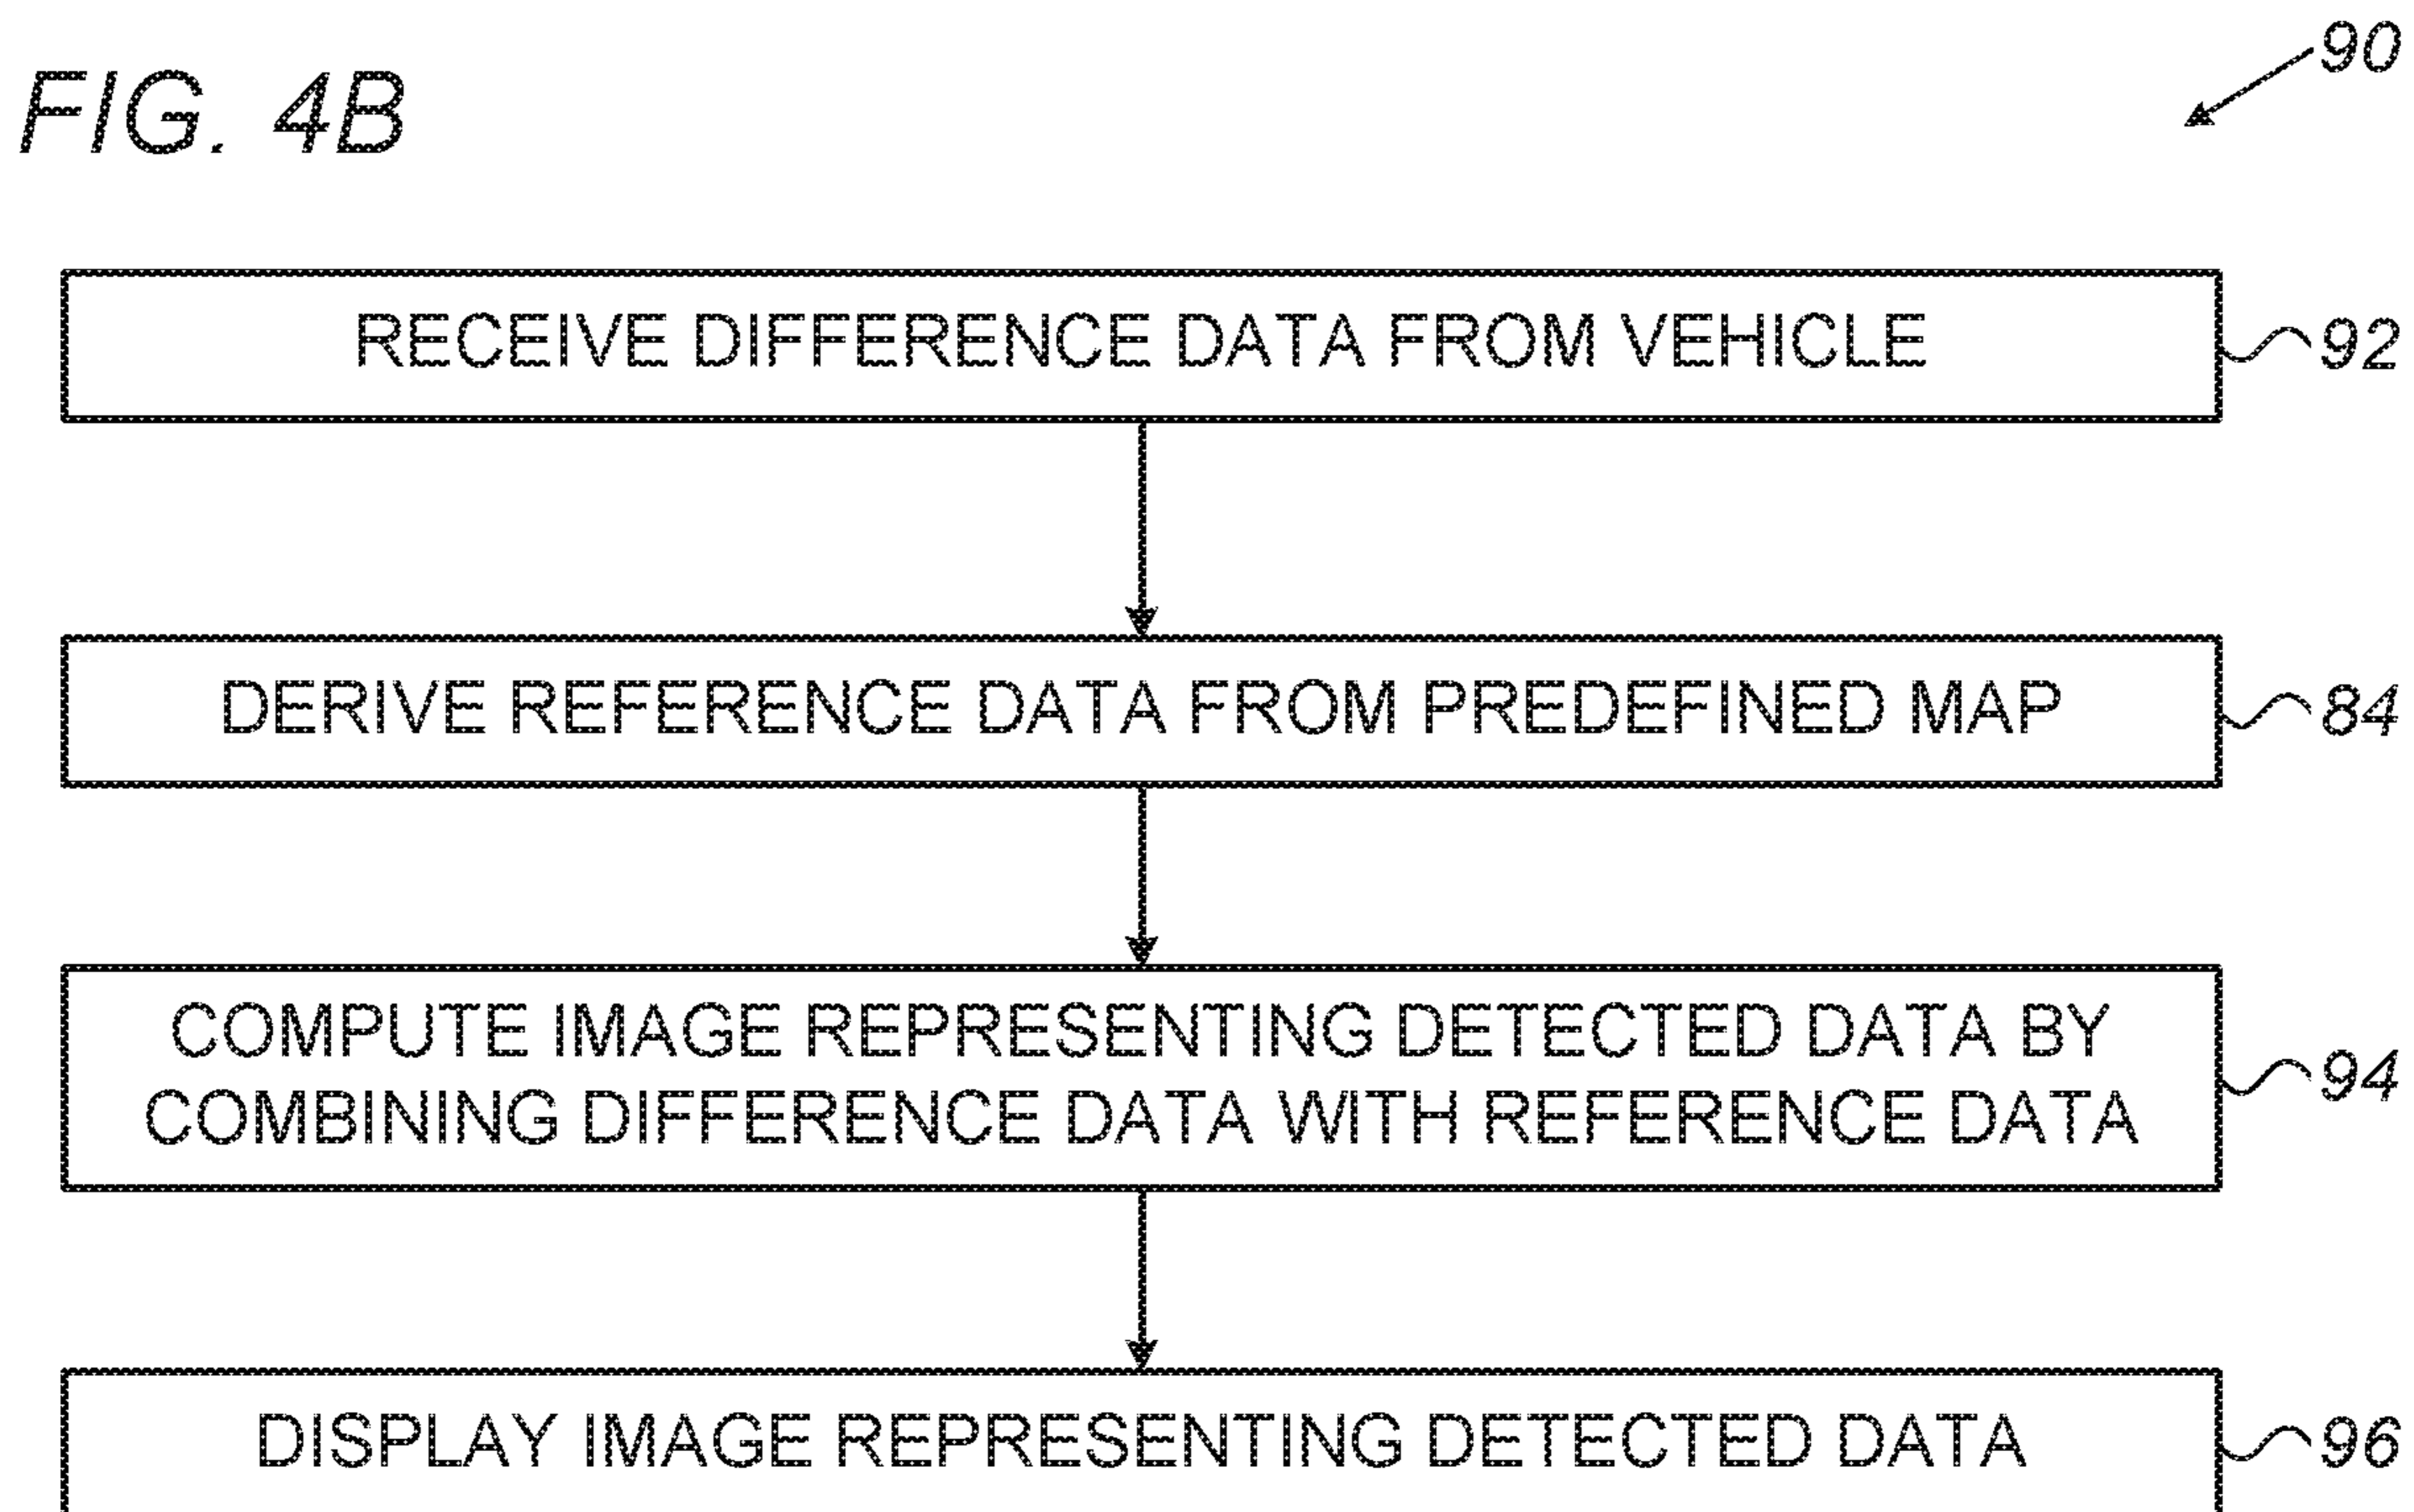 FIG. 4B
90
RECEIVE DIFFERENCE DATA FROM VEHICLE
92
DERIVE REFERENCE DATA FROM PREDEFINED MAP
84
COMPUTE IMAGE REPRESENTING DETECTED DATA BY
COMBINING DIFFERENCE DATA WITH REFERENCE DATA
94
DISPLAY IMAGE REPRESENTING DETECTED DATA
96